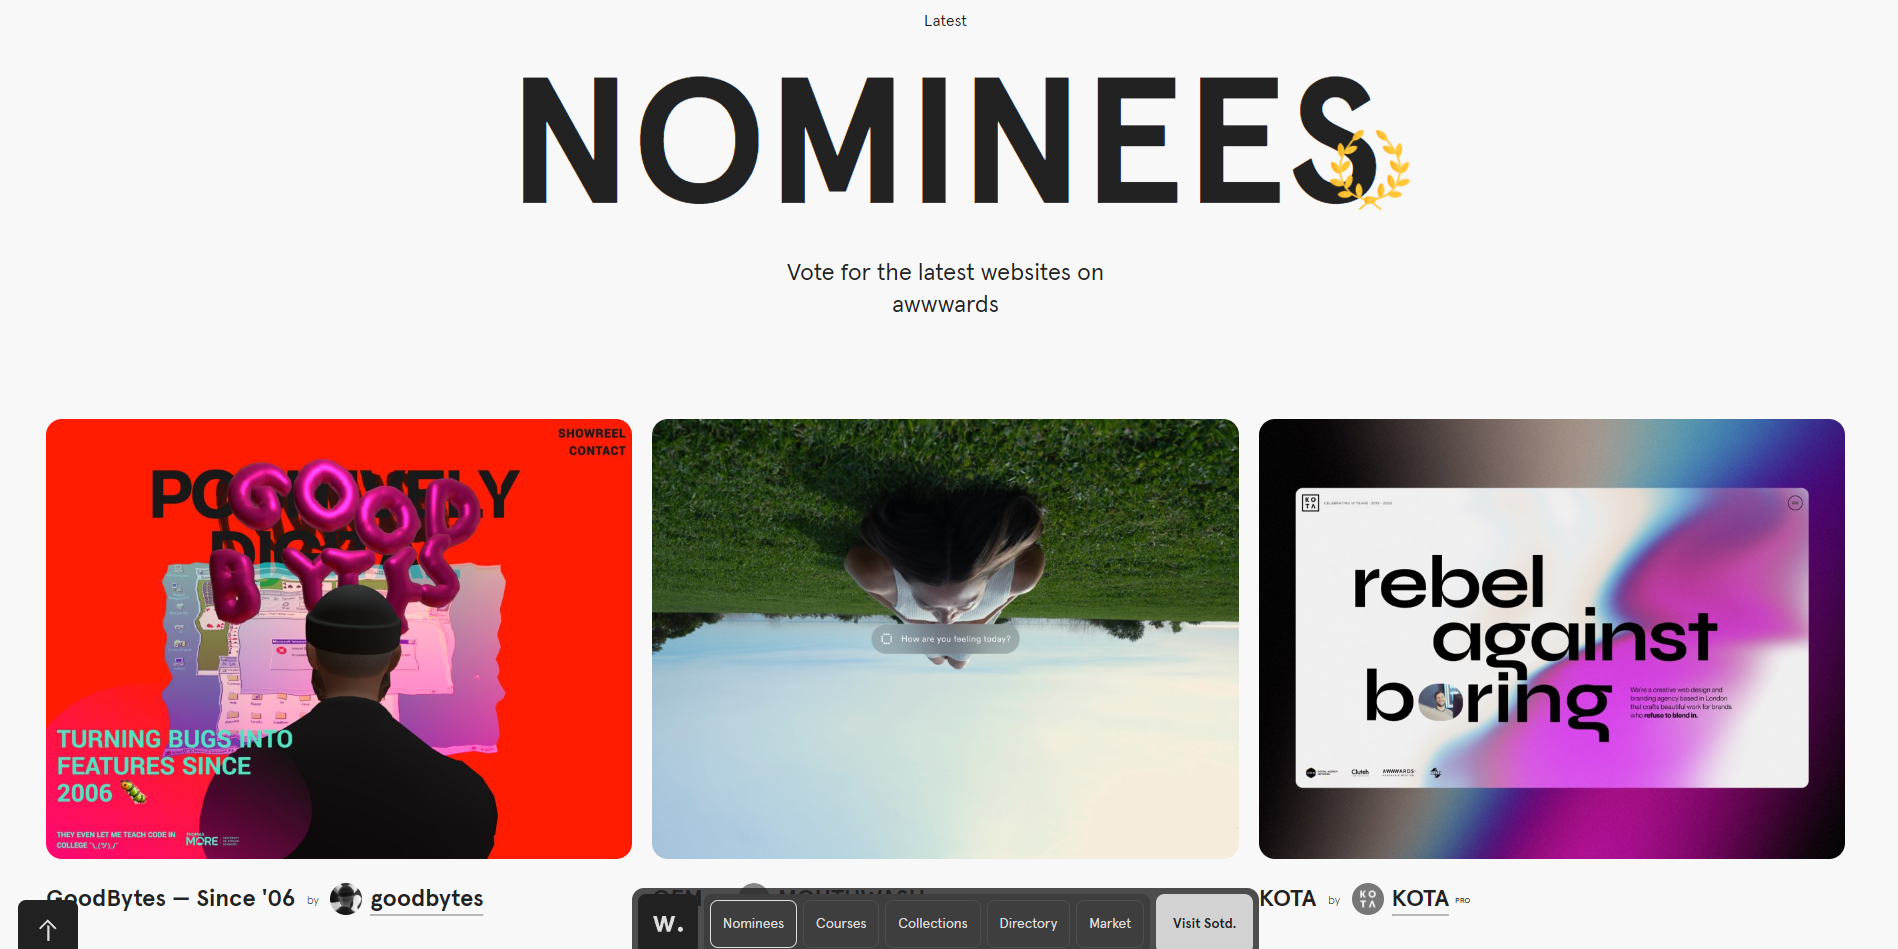 Latest
NOMINEES
Vote for the latest websites on
awwwards
SHOWREEL
CONTACT
GOOD
BYTES
TURNING BUGS INTO
FEATURES SINCE
2006
THEY EVEN LET ME TEACH CODE IN
COLLEGE ¯\_(ツ)_/¯
THOMAS
MORE
How are you feeling today?
KO
TA
rebel
against
boring
We're a creative web design and
branding agency based in London
that crafts beautiful work for brands
who refuse to blend in.
Clutch
AWWWARDS
GoodBytes — Since '06 by goodbytes
KOTA by KO
TA
KOTA PRO
w. Nominees Courses Collections Directory Market Visit Sotd.